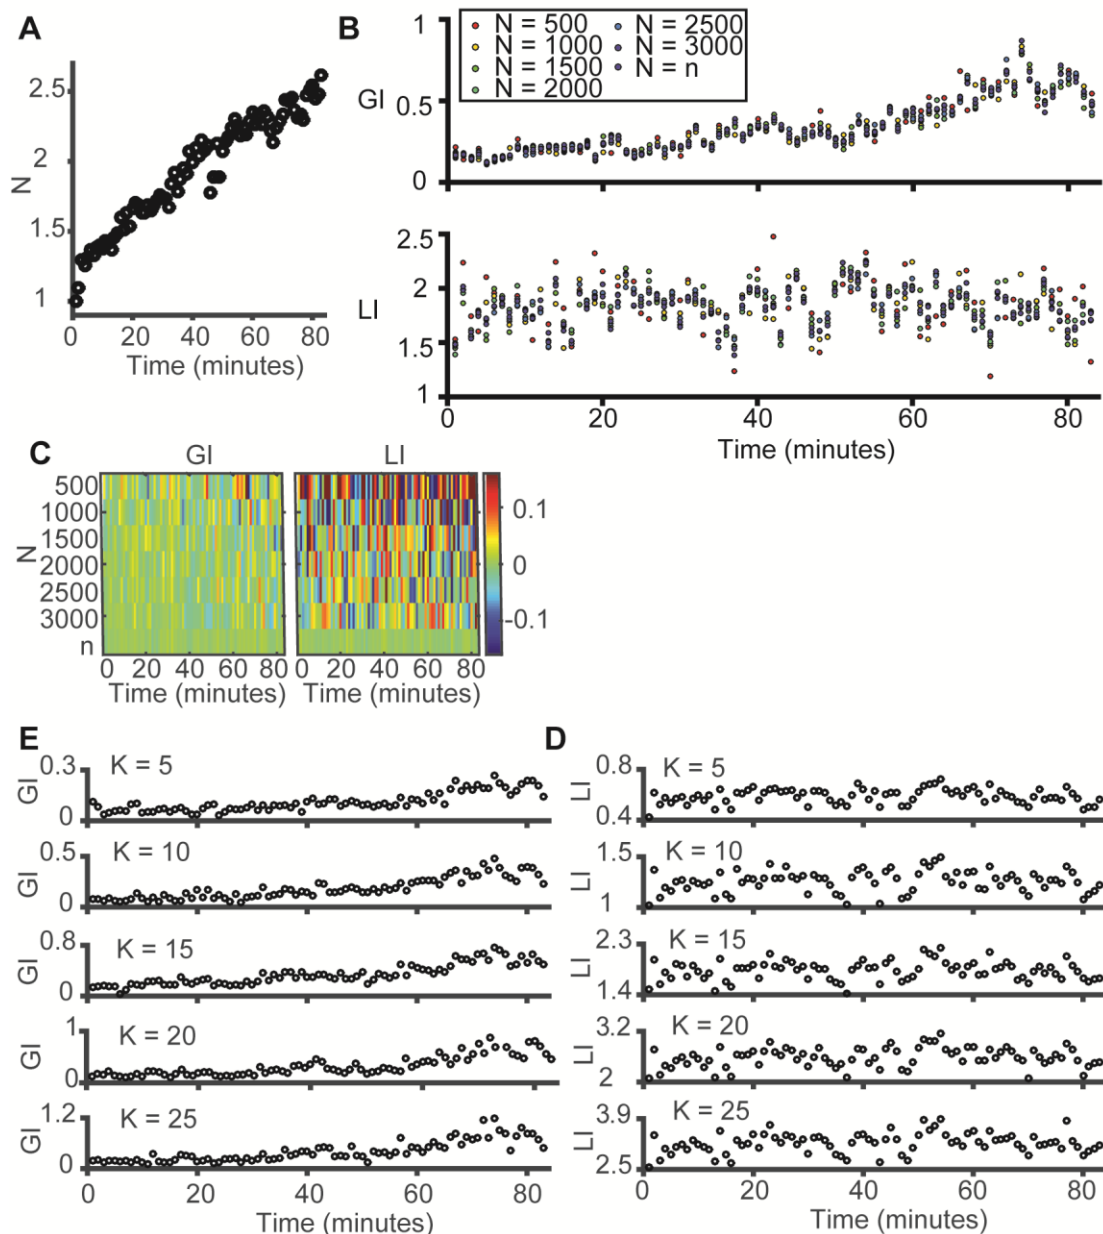 A
N
2.5
2
1.5
1
0 20 40 60 80
Time (minutes)
B
N = 500
N = 1000
N = 1500
N = 2000
N = 2500
N = 3000
N = n
GI
1
0.5
0
0 20 40 60 80
LI
2.5
2
1.5
1
0 20 40 60 80
Time (minutes)
C
GI LI
N
500
1000
1500
2000
2500
3000
n
0 20 40 60 80
Time (minutes)
0 20 40 60 80
Time (minutes)
0.1
0
-0.1
E
GI
0.3
0
K = 5
GI
0.5
0
K = 10
GI
0.8
0
K = 15
GI
1
0
K = 20
GI
1.2
0
K = 25
0 20 40 60 80
Time (minutes)
D
LI
0.8
0.4
K = 5
LI
1.5
1
K = 10
LI
2.3
1.4
K = 15
LI
3.2
2
K = 20
LI
3.9
2.5
K = 25
0 20 40 60 80
Time (minutes)